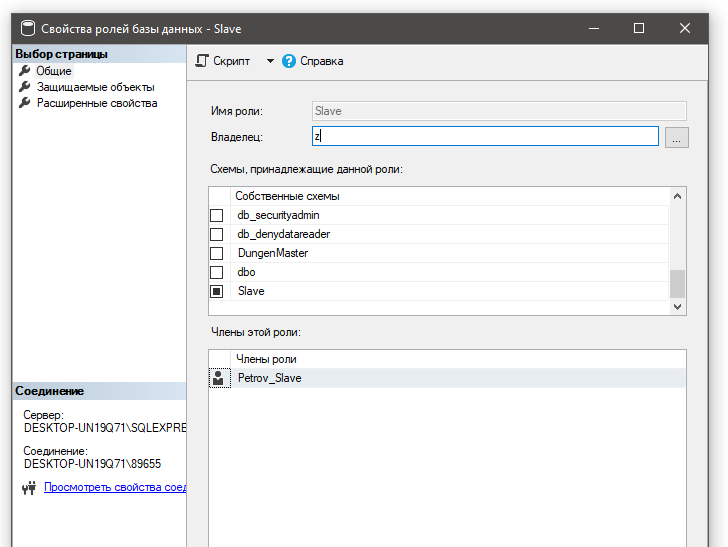 Свойства ролей базы данных - Slave
Выбор страницы
Общие
Защищаемые объекты
Расширенные свойства
Скрипт
Справка
Имя роли:
Slave
Владелец:
z
...
Схемы, принадлежащие данной роли:
Собственные схемы
db_securityadmin
db_denydatareader
DungenMaster
dbo
Slave
Члены этой роли:
Члены роли
Petrov_Slave
Соединение
Сервер:
DESKTOP-UN19Q71\SQLEXPRE
Соединение:
DESKTOP-UN19Q71\89655
Просмотреть свойства соед